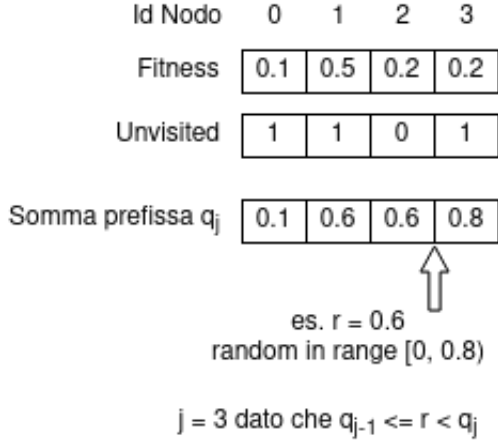 Id Nodo 0 1 2 3
Fitness 0.1 0.5 0.2 0.2
Unvisited 1 1 0 1
Somma prefissa qj 0.1 0.6 0.6 0.8
es. r = 0.6
random in range [0, 0.8)
j = 3 dato che qj-1 <= r < qj